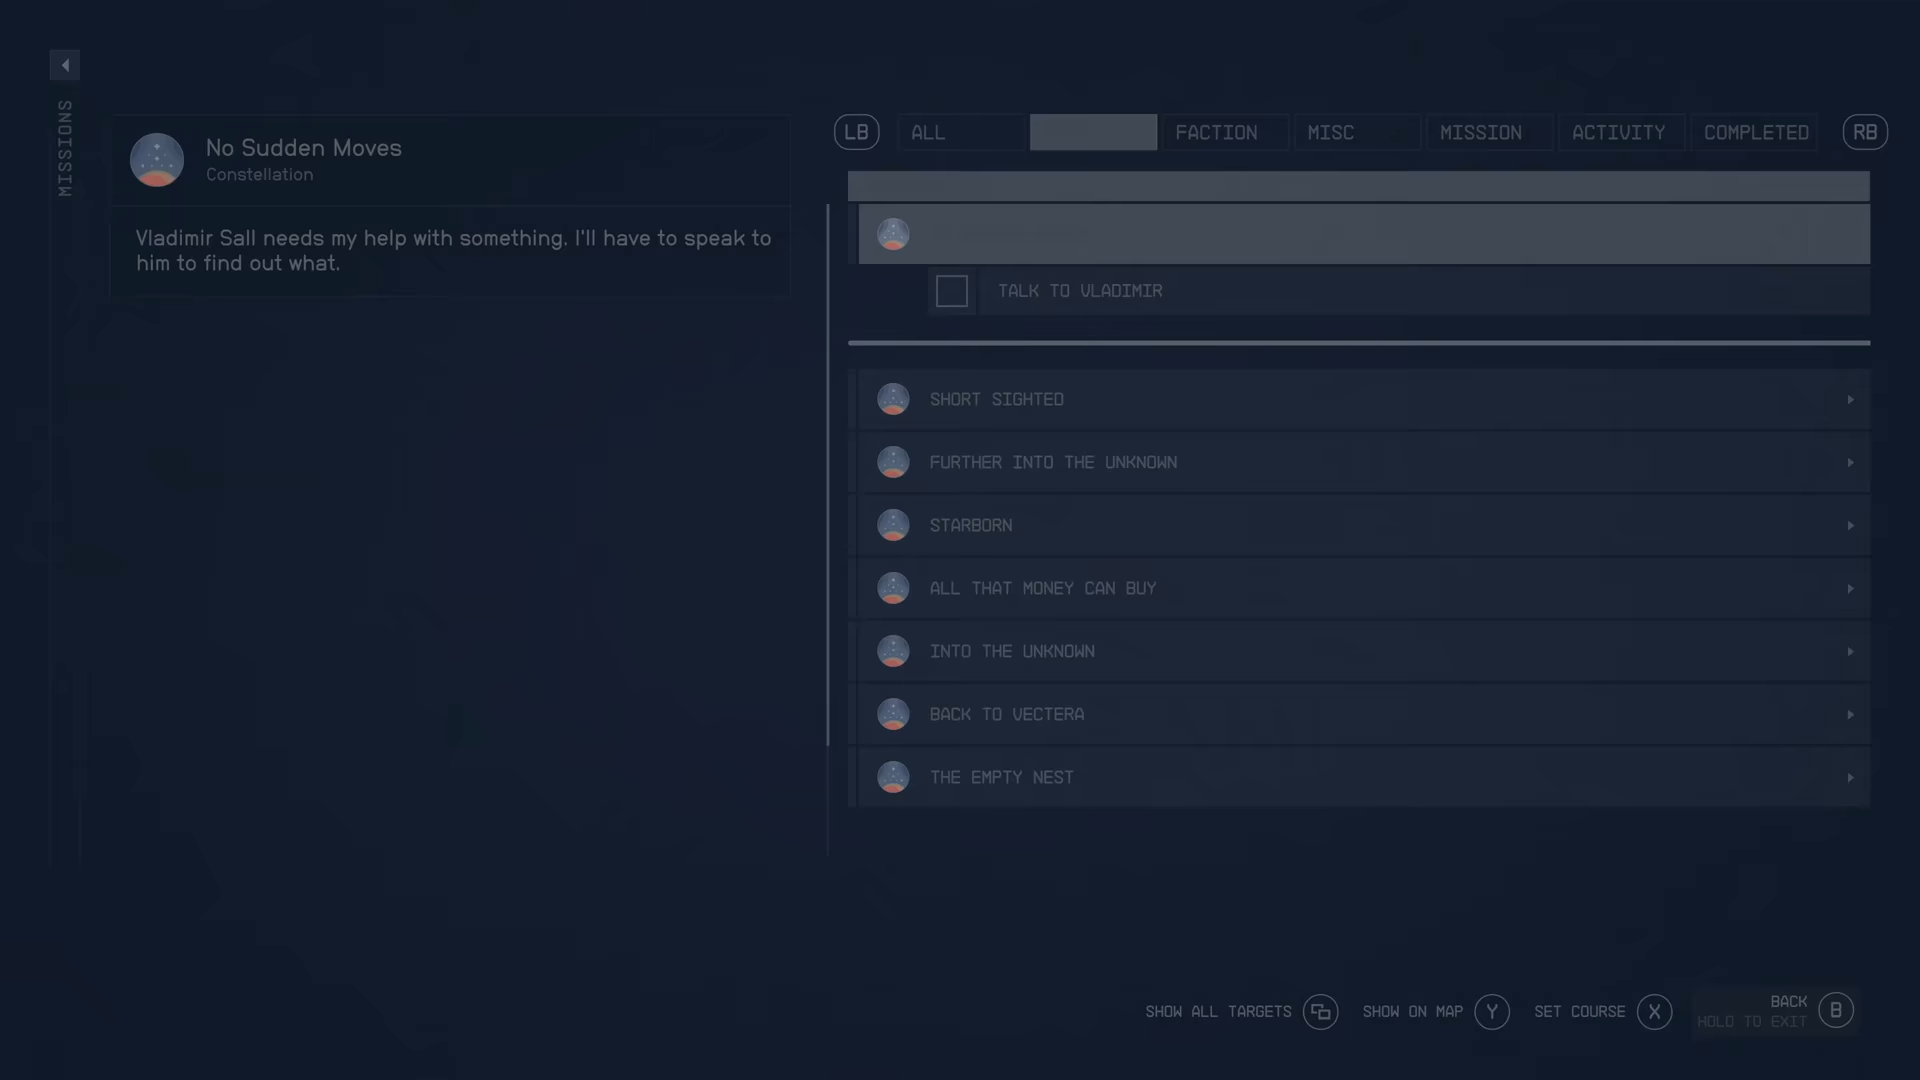 MISSIONS
No Sudden Moves
Constellation
Vladimir Sall needs my help with something. I'll have to speak to
him to find out what.
LB ALL FACTION MISC MISSION ACTIVITY COMPLETED RB
TALK TO VLADIMIR
SHORT SIGHTED
FURTHER INTO THE UNKNOWN
STARBORN
ALL THAT MONEY CAN BUY
INTO THE UNKNOWN
BACK TO VECTERA
THE EMPTY NEST
SHOW ALL TARGETS SHOW ON MAP Y SET COURSE X BACK B
HOLD TO EXIT